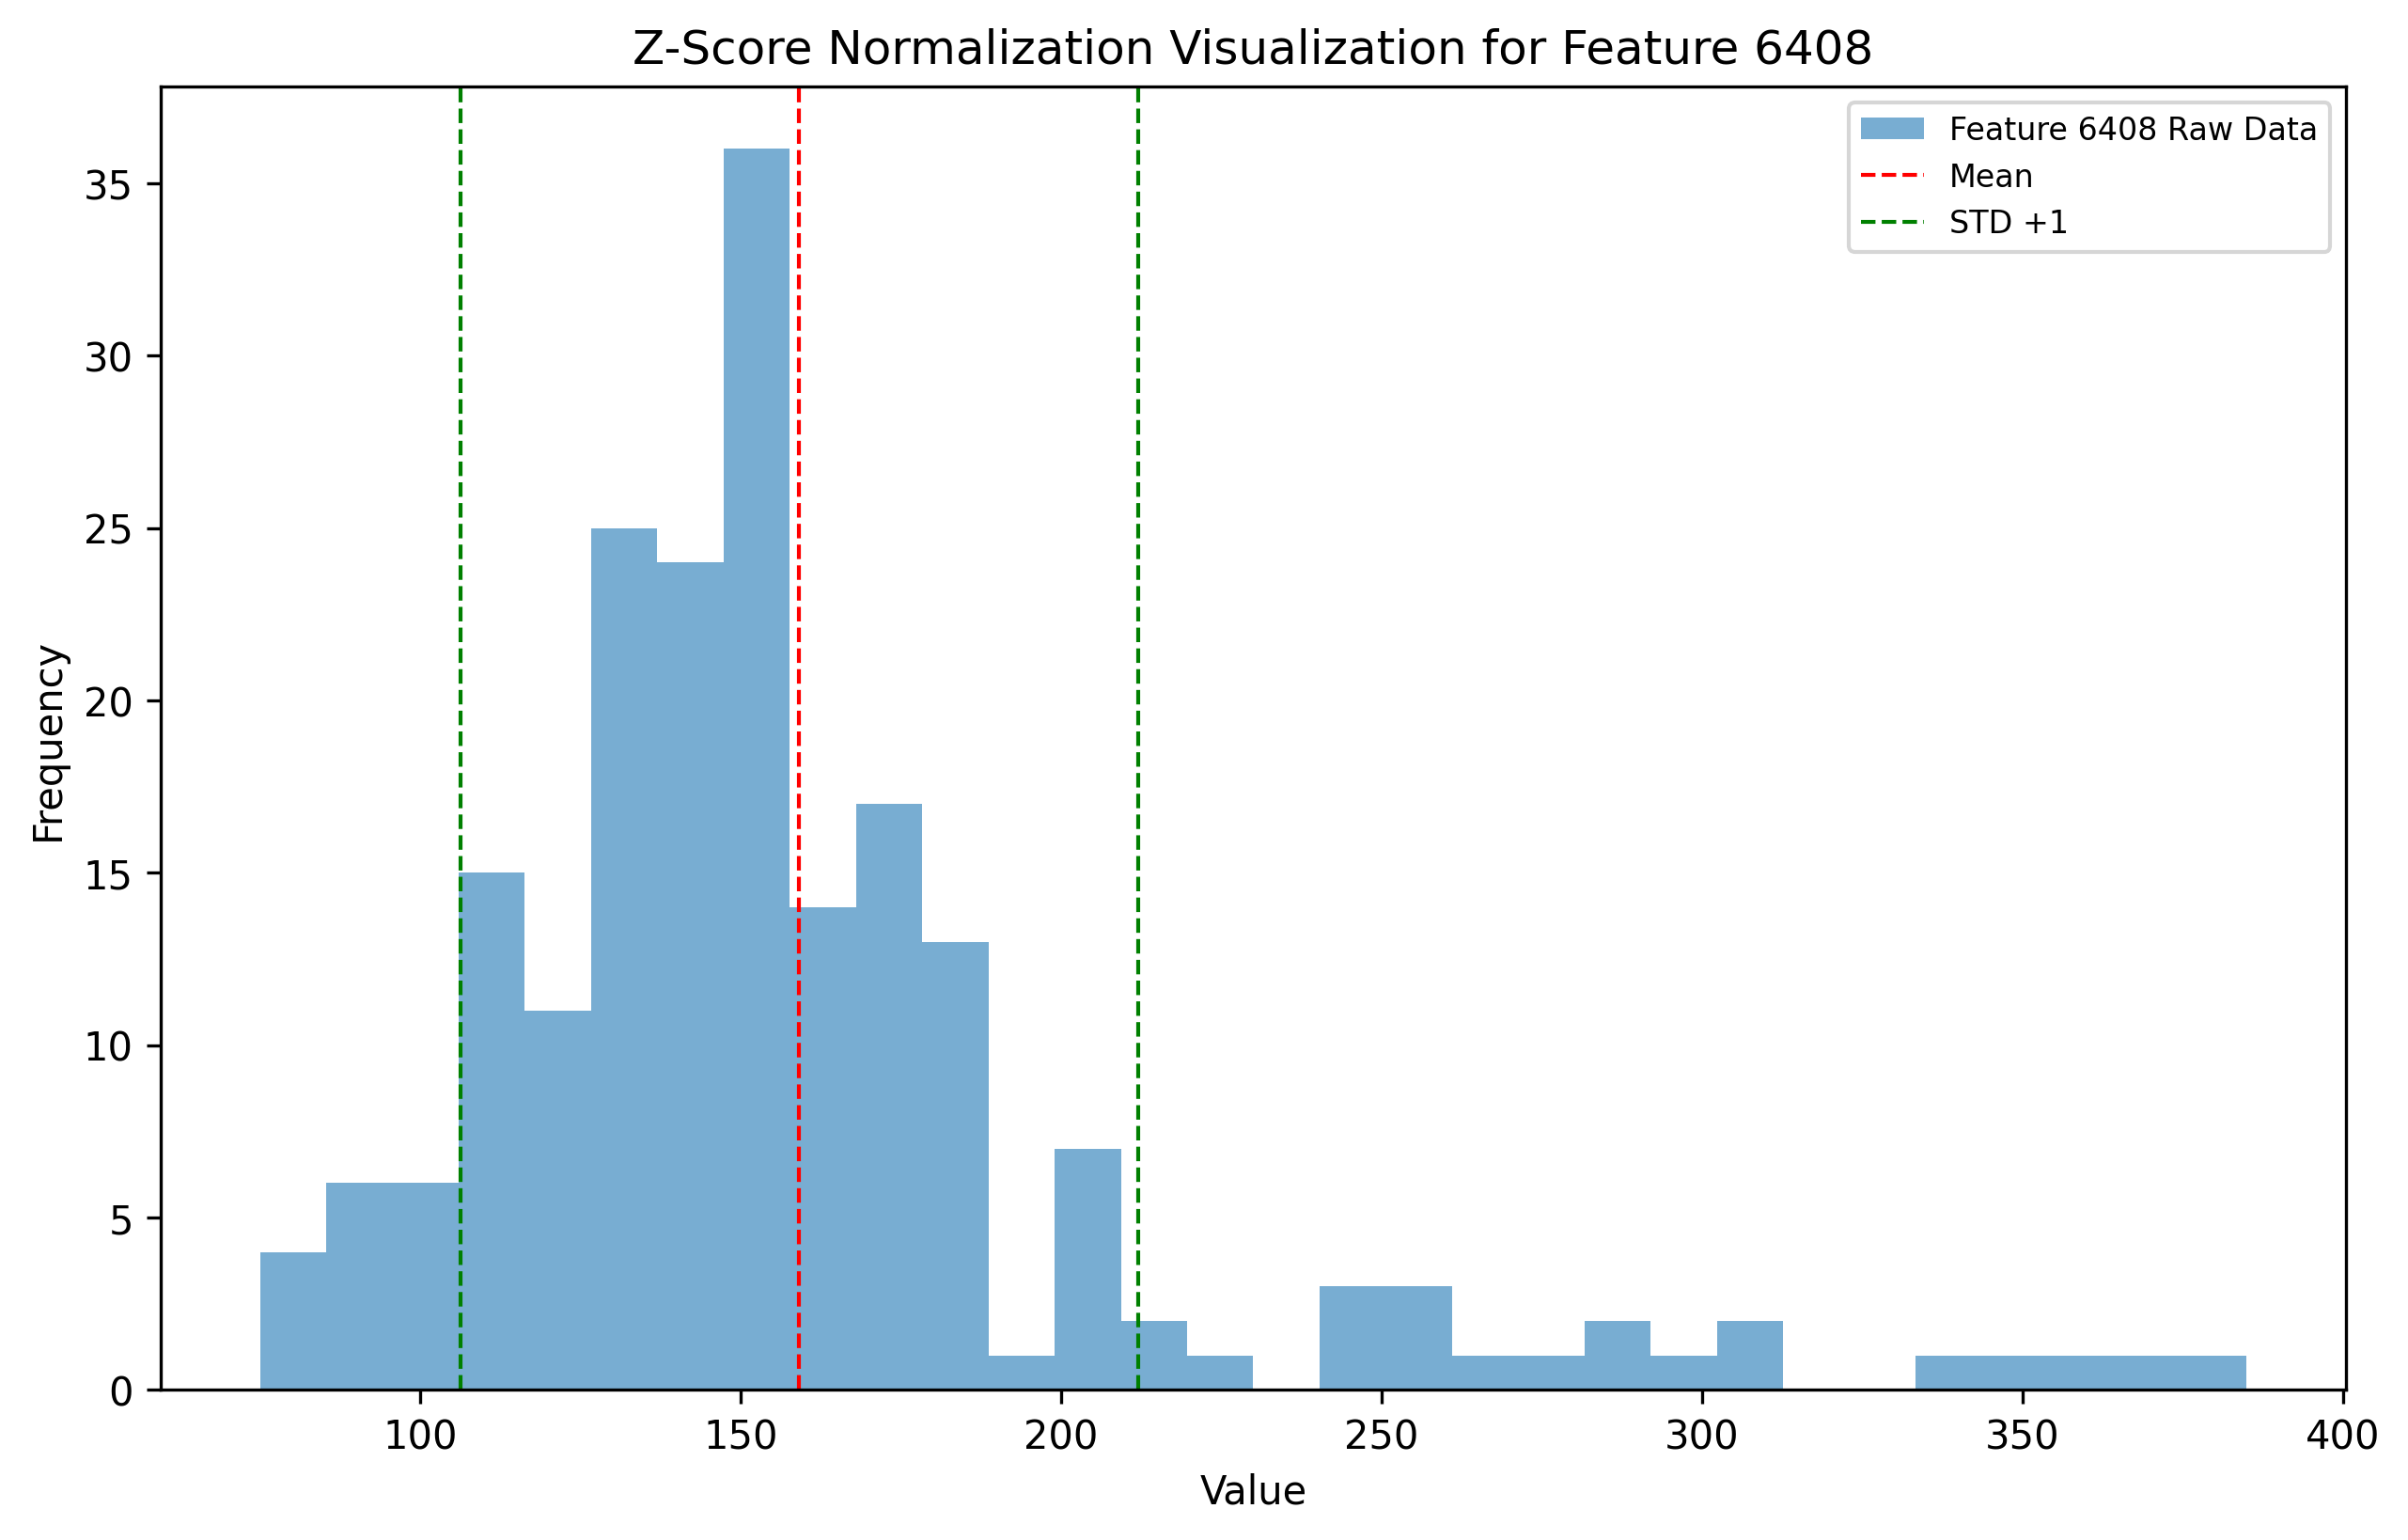 Z-Score Normalization Visualization for Feature 6408
Feature 6408 Raw Data
Mean
STD +1
Frequency
35
30
25
20
15
10
5
0
100 150 200 250 300 350 400
Value